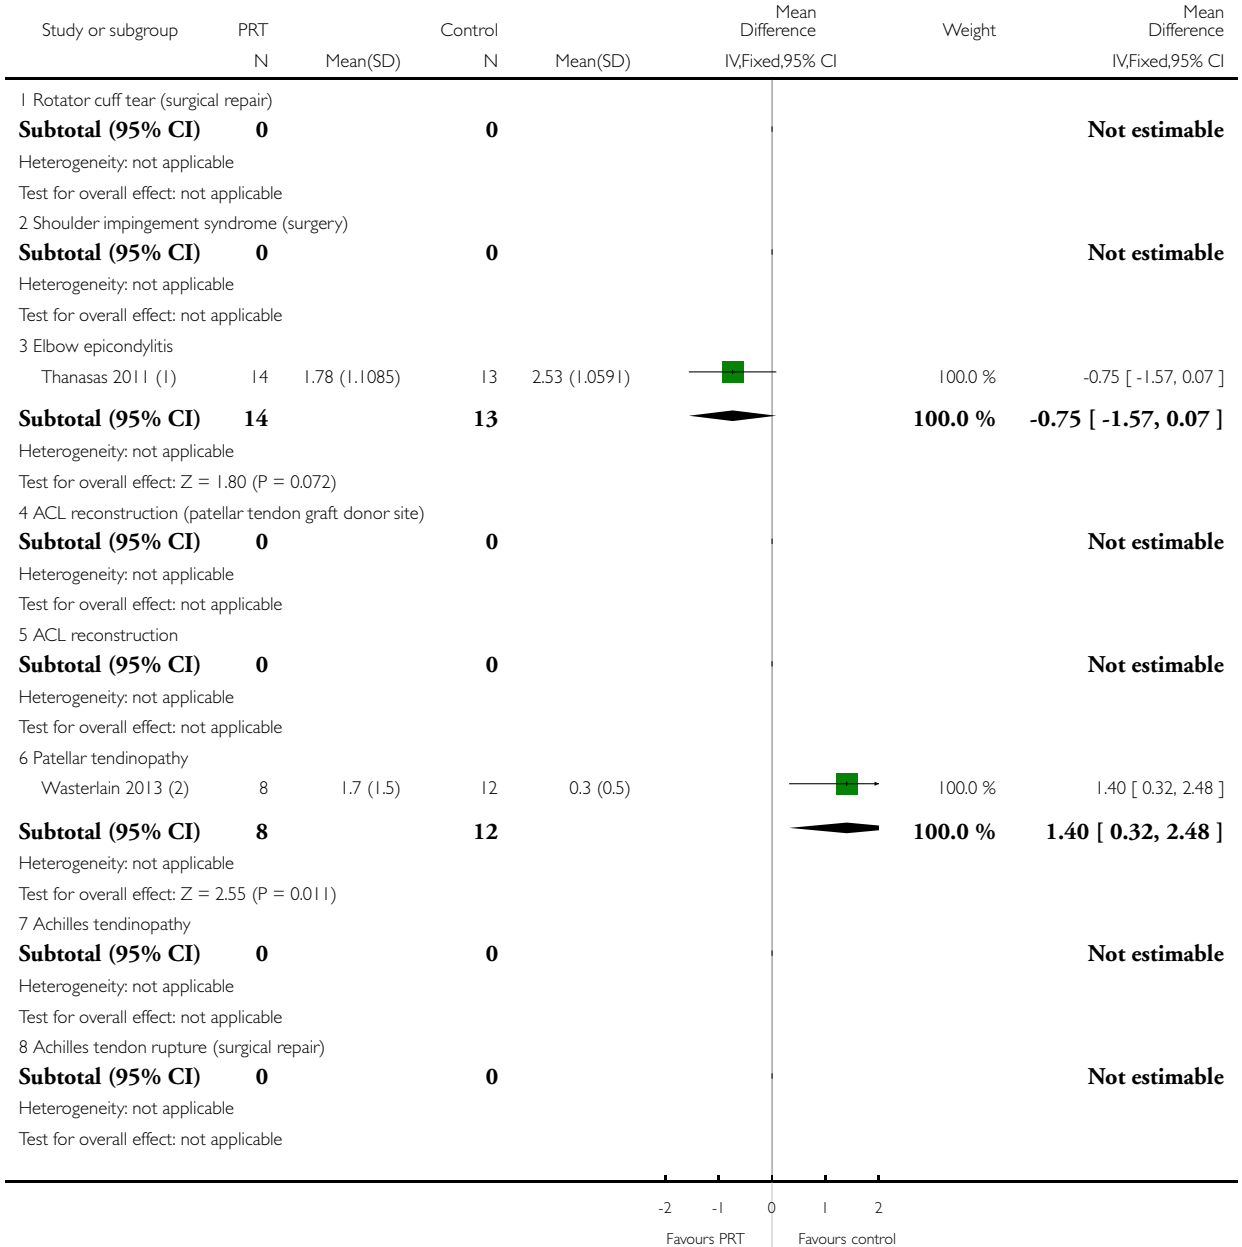 Mean Mean
Study or subgroup PRT Control Difference Weight Difference
N Mean(SD) N Mean(SD) IV,Fixed,95% CI IV,Fixed,95% CI
1 Rotator cuff tear (surgical repair)
Subtotal (95% CI) 0 0 Not estimable
Heterogeneity: not applicable
Test for overall effect: not applicable
2 Shoulder impingement syndrome (surgery)
Subtotal (95% CI) 0 0 Not estimable
Heterogeneity: not applicable
Test for overall effect: not applicable
3 Elbow epicondylitis
Thanasas 2011 (1) 14 1.78 (1.1085) 13 2.53 (1.0591) 100.0 % -0.75 [ -1.57, 0.07 ]
Subtotal (95% CI) 14 13 100.0 % -0.75 [ -1.57, 0.07 ]
Heterogeneity: not applicable
Test for overall effect: Z = 1.80 (P = 0.072)
4 ACL reconstruction (patellar tendon graft donor site)
Subtotal (95% CI) 0 0 Not estimable
Heterogeneity: not applicable
Test for overall effect: not applicable
5 ACL reconstruction
Subtotal (95% CI) 0 0 Not estimable
Heterogeneity: not applicable
Test for overall effect: not applicable
6 Patellar tendinopathy
Wasterlain 2013 (2) 8 1.7 (1.5) 12 0.3 (0.5) 100.0 % 1.40 [ 0.32, 2.48 ]
Subtotal (95% CI) 8 12 100.0 % 1.40 [ 0.32, 2.48 ]
Heterogeneity: not applicable
Test for overall effect: Z = 2.55 (P = 0.011)
7 Achilles tendinopathy
Subtotal (95% CI) 0 0 Not estimable
Heterogeneity: not applicable
Test for overall effect: not applicable
8 Achilles tendon rupture (surgical repair)
Subtotal (95% CI) 0 0 Not estimable
Heterogeneity: not applicable
Test for overall effect: not applicable
-2 -1 0 1 2
Favours PRT Favours control